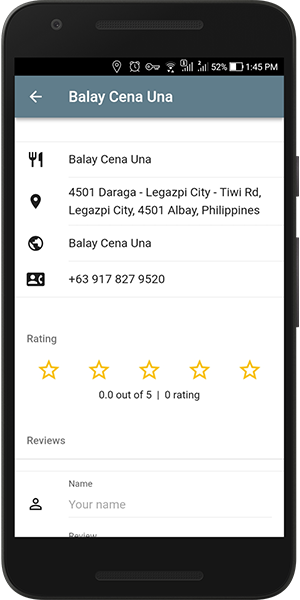 52% 1:45 PM
Balay Cena Una
Balay Cena Una
4501 Daraga - Legazpi City - Tiwi Rd,
Legazpi City, 4501 Albay, Philippines
Balay Cena Una
+63 917 827 9520
Rating
0.0 out of 5 | 0 rating
Reviews
Name
Your name
Review